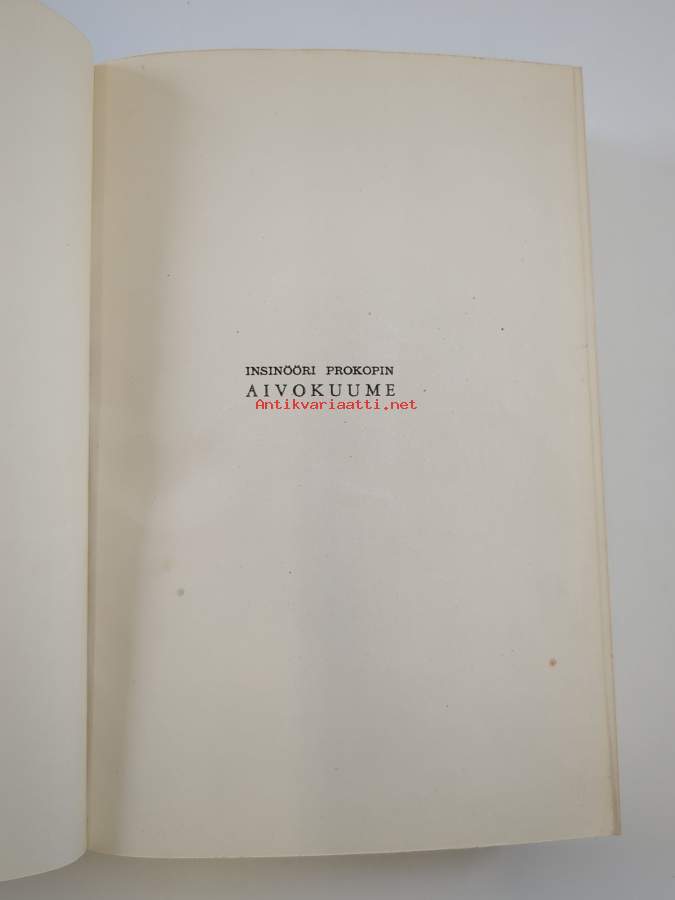 INSINÖÖRI PROKOPIN
AIVOKUUME
Antikvariaatti.net